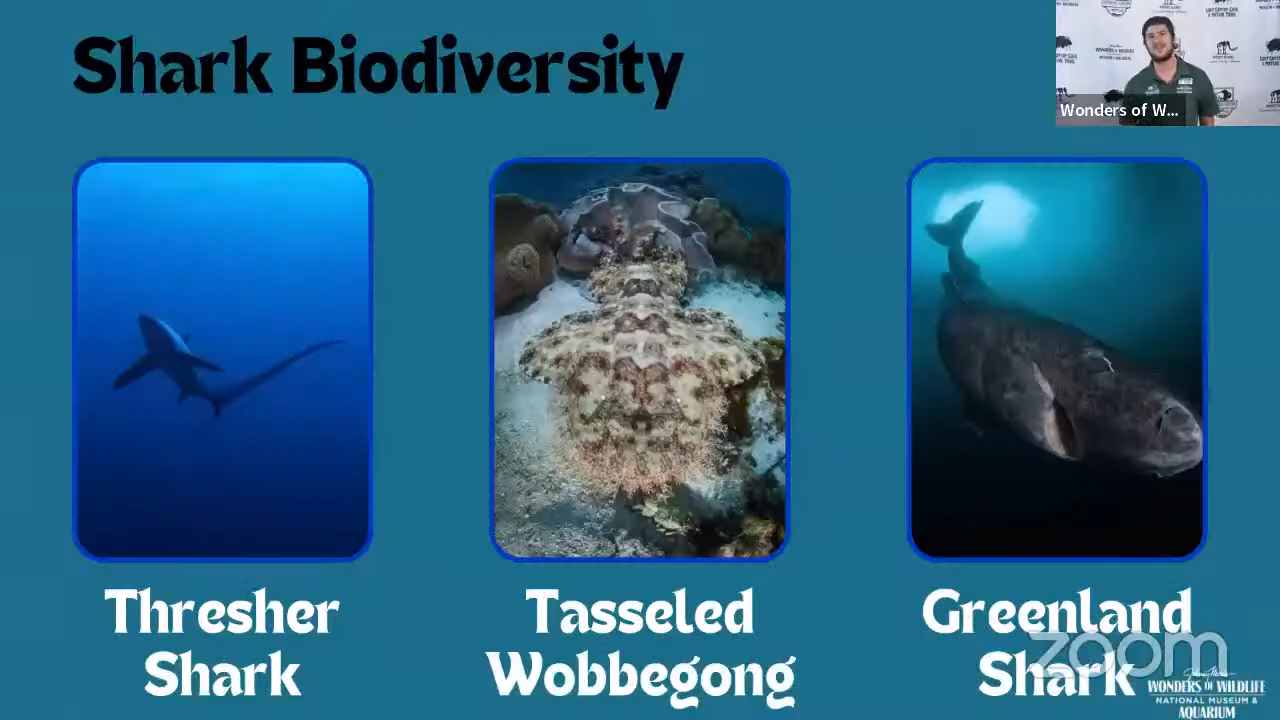 Shark Biodiversity
Wonders of W...
Thresher
Shark
Tasseled
Wobbegong
Greenland
Shark
zoom
WONDERS OF WILDLIFE
NATIONAL MUSEUM &
AQUARIUM